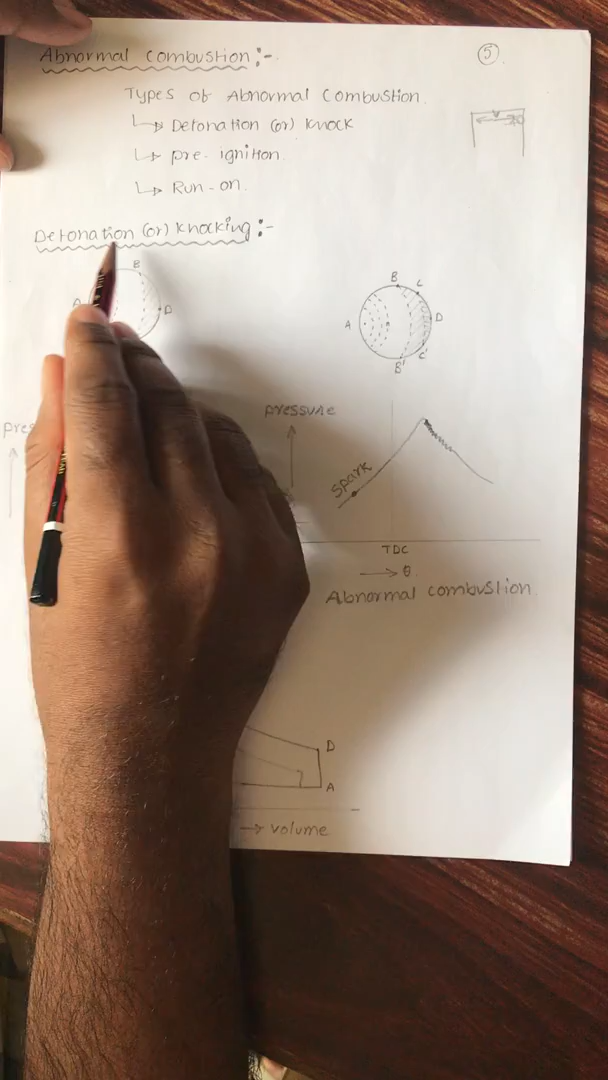 Abnormal Combustion :-
5
Types of Abnormal Combustion
Detonation (or) Knock
pre-ignition
Run-on.
Detonation (or) Knocking :-
B
A
D
B
C
A
D
C'
B'
pressure
spark
TDC
θ
Abnormal combustion
D
A
volume